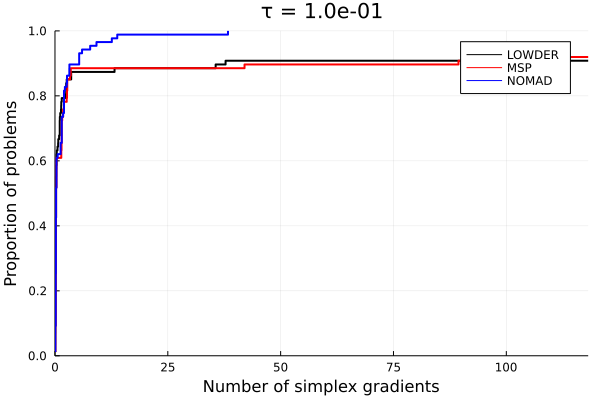 τ = 1.0e-01
Proportion of problems
1.0
0.8
0.6
0.4
0.2
0.0
LOWDER
MSP
NOMAD
0 25 50 75 100
Number of simplex gradients